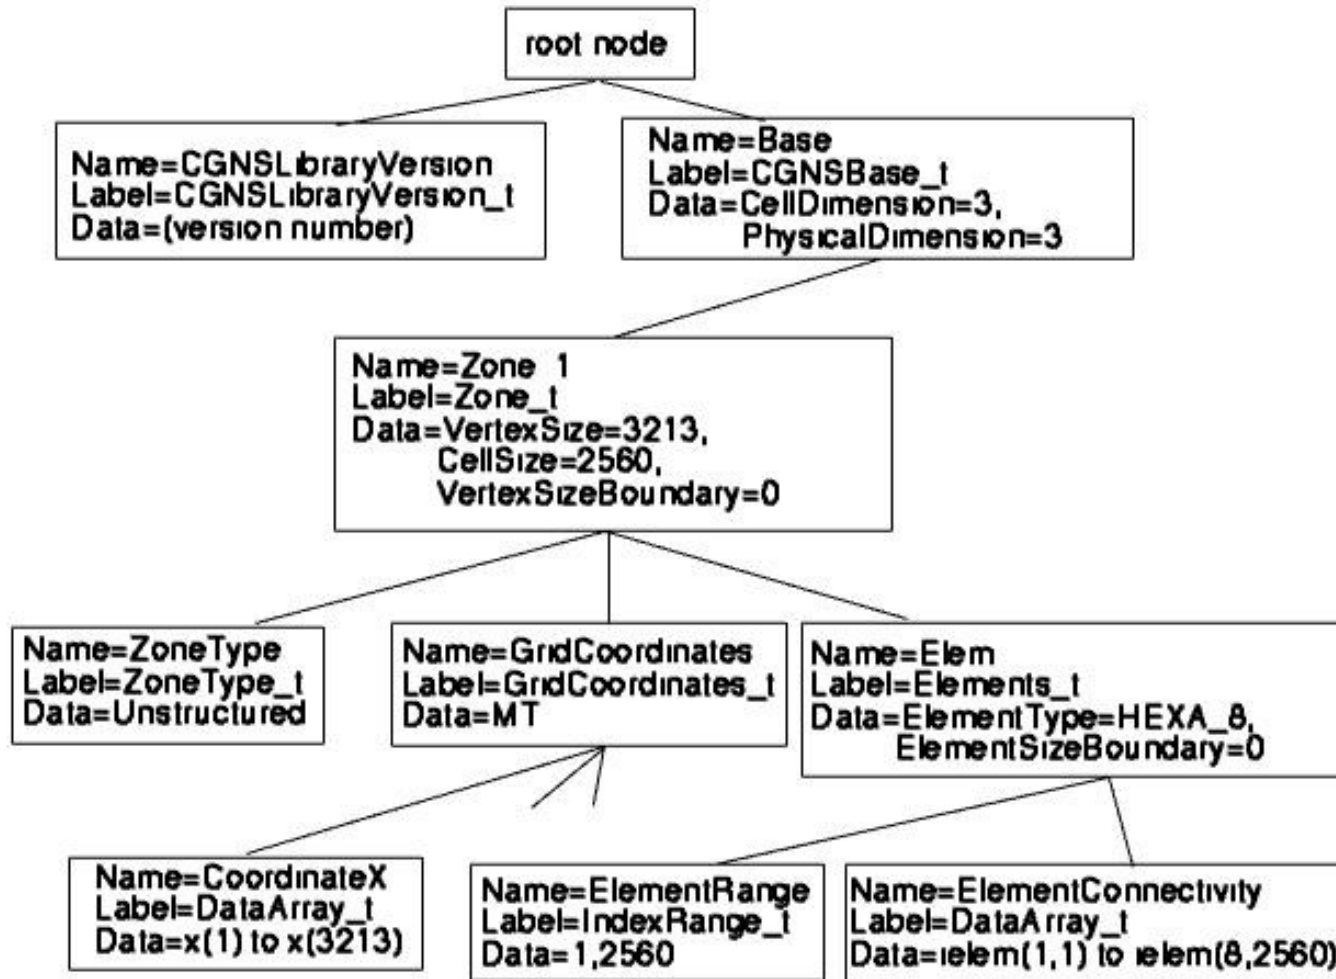 root node
Name=CGNSLibraryVersion
Label=CGNSLibraryVersion_t
Data=(version number)
Name=Base
Label=CGNSBase_t
Data=CellDimension=3,
PhysicalDimension=3
Name=Zone 1
Label=Zone_t
Data=VertexSize=3213,
CellSize=2560,
VertexSizeBoundary=0
Name=ZoneType
Label=ZoneType_t
Data=Unstructured
Name=GridCoordinates
Label=GridCoordinates_t
Data=MT
Name=Elem
Label=Elements_t
Data=ElementType=HEXA_8,
ElementSizeBoundary=0
Name=CoordinateX
Label=DataArray_t
Data=x(1) to x(3213)
Name=ElementRange
Label=IndexRange_t
Data=1,2560
Name=ElementConnectivity
Label=DataArray_t
Data=ielem(1,1) to ielem(8,2560)